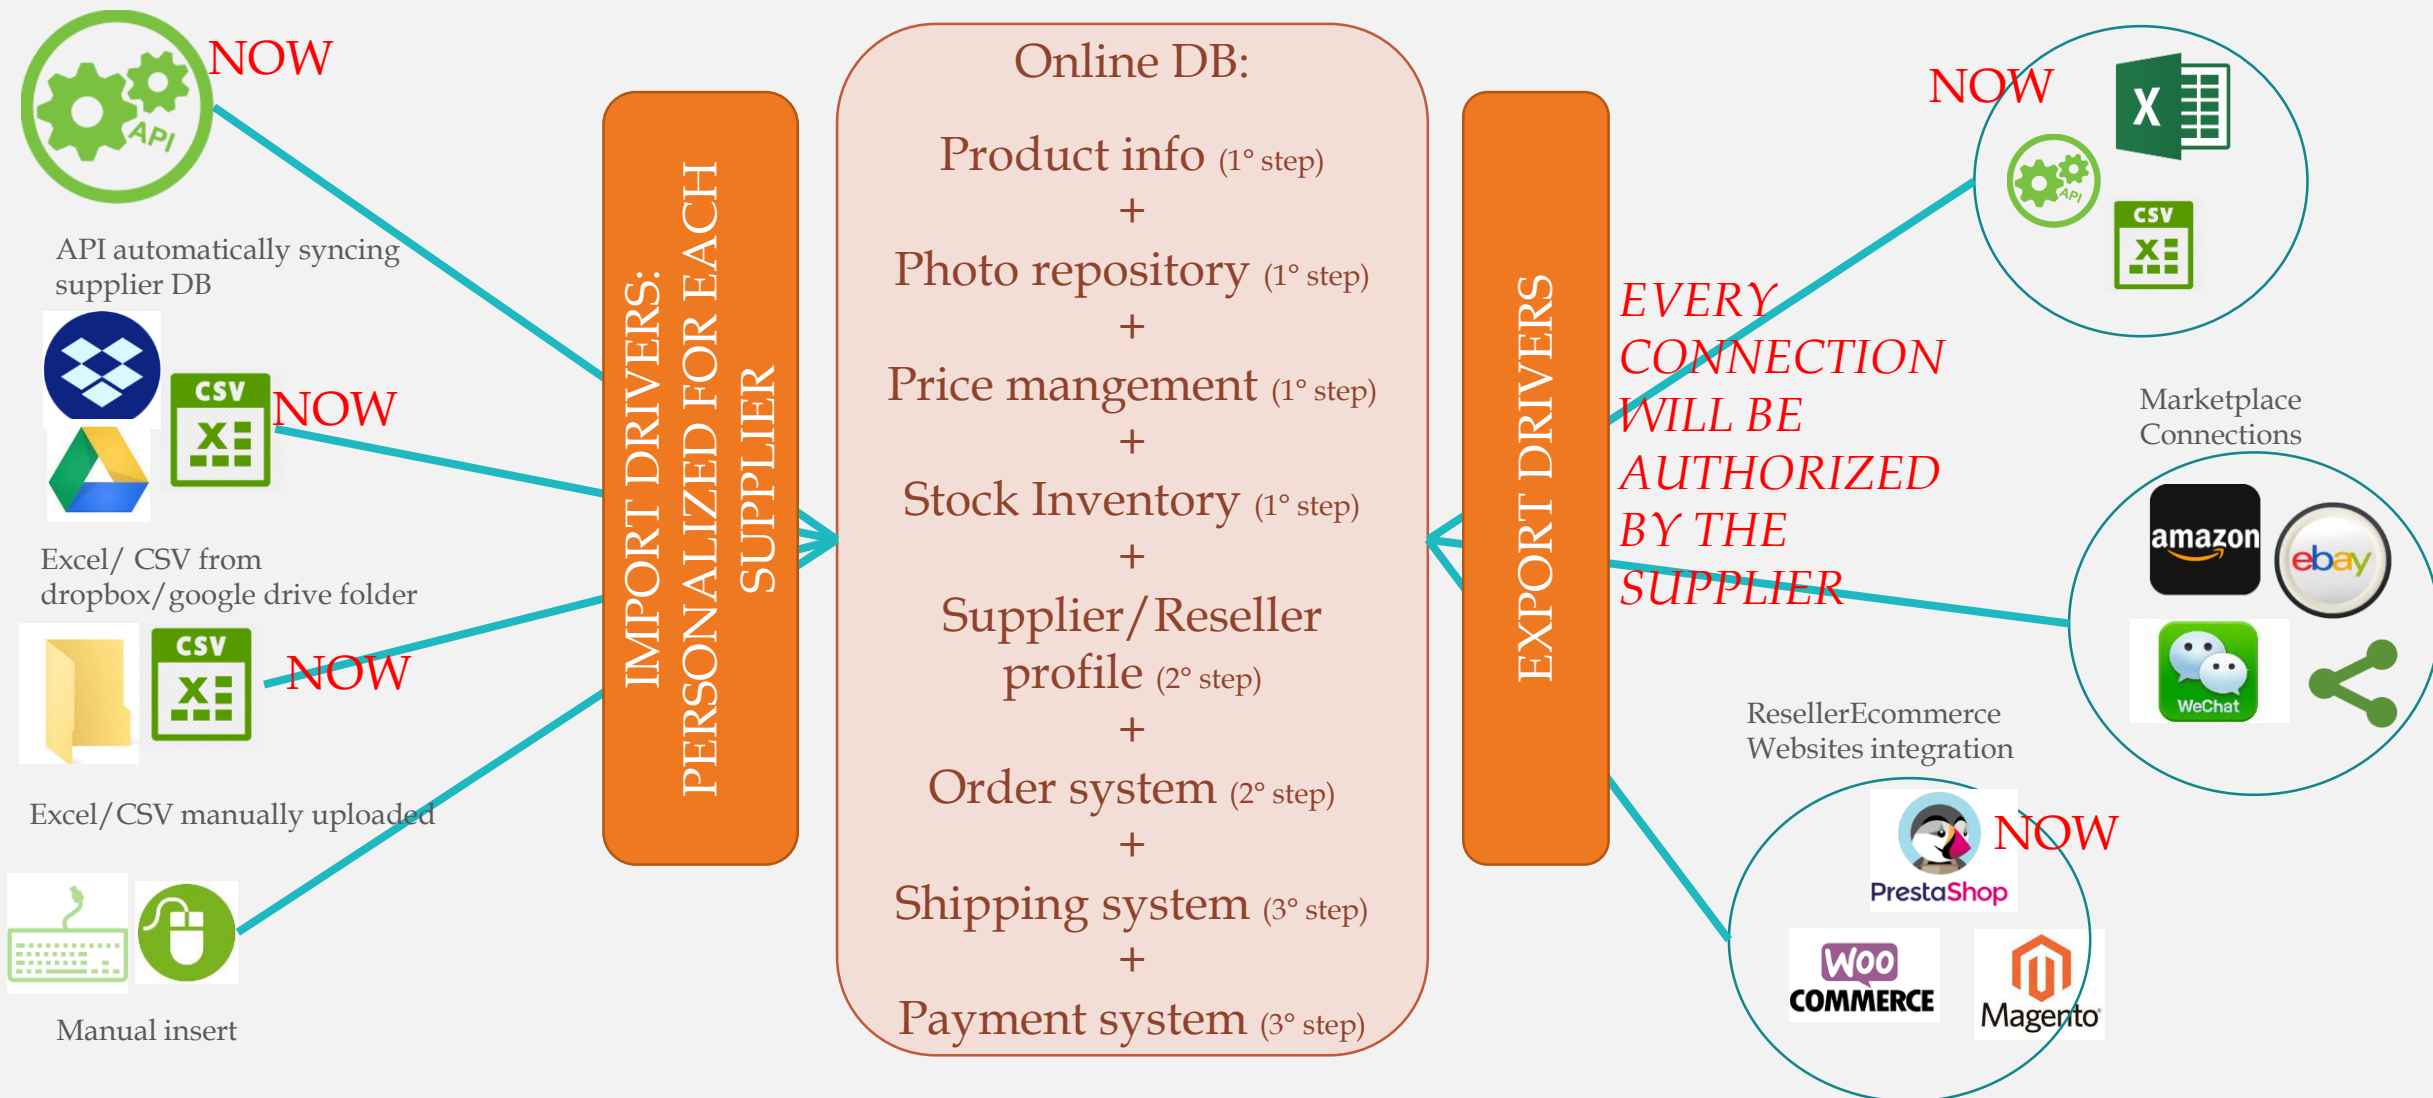 NOW
API
API automatically syncing
supplier DB
CSV
X
NOW
Excel/ CSV from
dropbox/google drive folder
CSV
X
NOW
Excel/CSV manually uploaded
Manual insert
IMPORT DRIVERS:
PERSONALIZED FOR EACH
SUPPLIER
Online DB:
Product info (1° step)
+
Photo repository (1° step)
+
Price mangement (1° step)
+
Stock Inventory (1° step)
+
Supplier/Reseller
profile (2° step)
+
Order system (2° step)
+
Shipping system (3° step)
+
Payment system (3° step)
EXPORT DRIVERS
EVERY
CONNECTION
WILL BE
AUTHORIZED
BY THE
SUPPLIER
NOW
X
API
CSV
X
Marketplace
Connections
amazon
ebay
WeChat
ResellerEcommerce
Websites integration
NOW
PrestaShop
WOO
COMMERCE
Magento